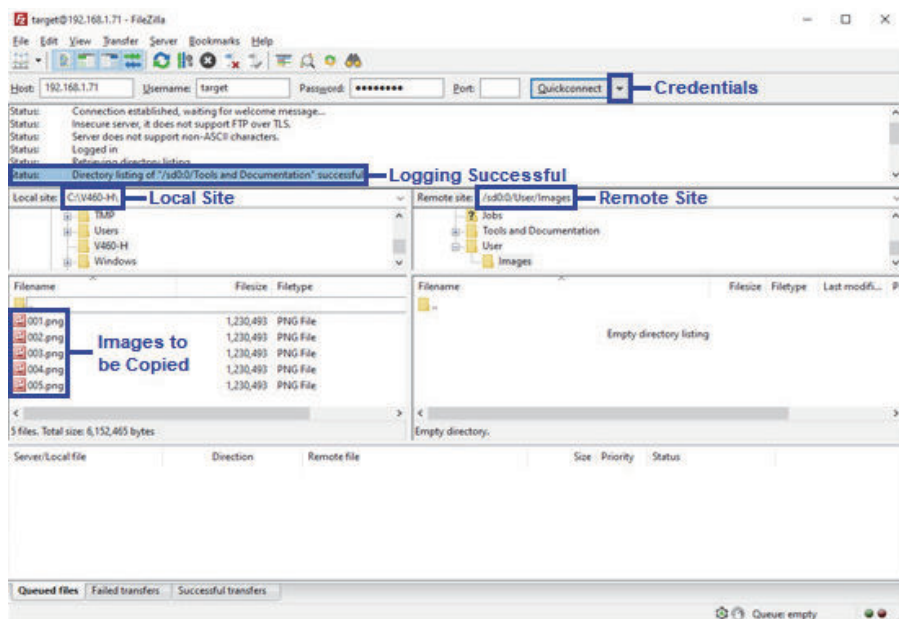 target@192.168.1.71 - FileZilla
File Edit View Transfer Server Bookmarks Help
Host: 192.168.1.71 Username: target Password: ●●●●●●●● Port: Quickconnect Credentials
Status: Connection established, waiting for welcome message...
Status: Insecure server, it does not support FTP over TLS.
Status: Server does not support non-ASCII characters.
Status: Logged in
Status: Retrieving directory listing
Status: Directory listing of "/sd0:0/Tools and Documentation" successful Logging Successful
Local site: C:\V460-H\ Local Site Remote site: /sd0:0/User/Images Remote Site
TMP Jobs
Users Tools and Documentation
V460-H User
Windows Images
Filename Filesize Filetype Filename Filesize Filetype Last modifi... P
.. ..
001.png 1,230,493 PNG File Empty directory listing
002.png 1,230,493 PNG File
003.png 1,230,493 PNG File
004.png 1,230,493 PNG File
005.png 1,230,493 PNG File
Images to
be Copied
5 files. Total size: 6,152,465 bytes Empty directory.
Server/Local file Direction Remote file Size Priority Status
Queued files Failed transfers Successful transfers
Queue: empty